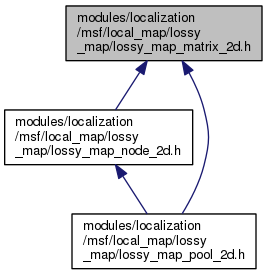 modules/localization
/msf/local_map/lossy
_map/lossy_map_matrix_2d.h
modules/localization
/msf/local_map/lossy
_map/lossy_map_node_2d.h
modules/localization
/msf/local_map/lossy
_map/lossy_map_pool_2d.h